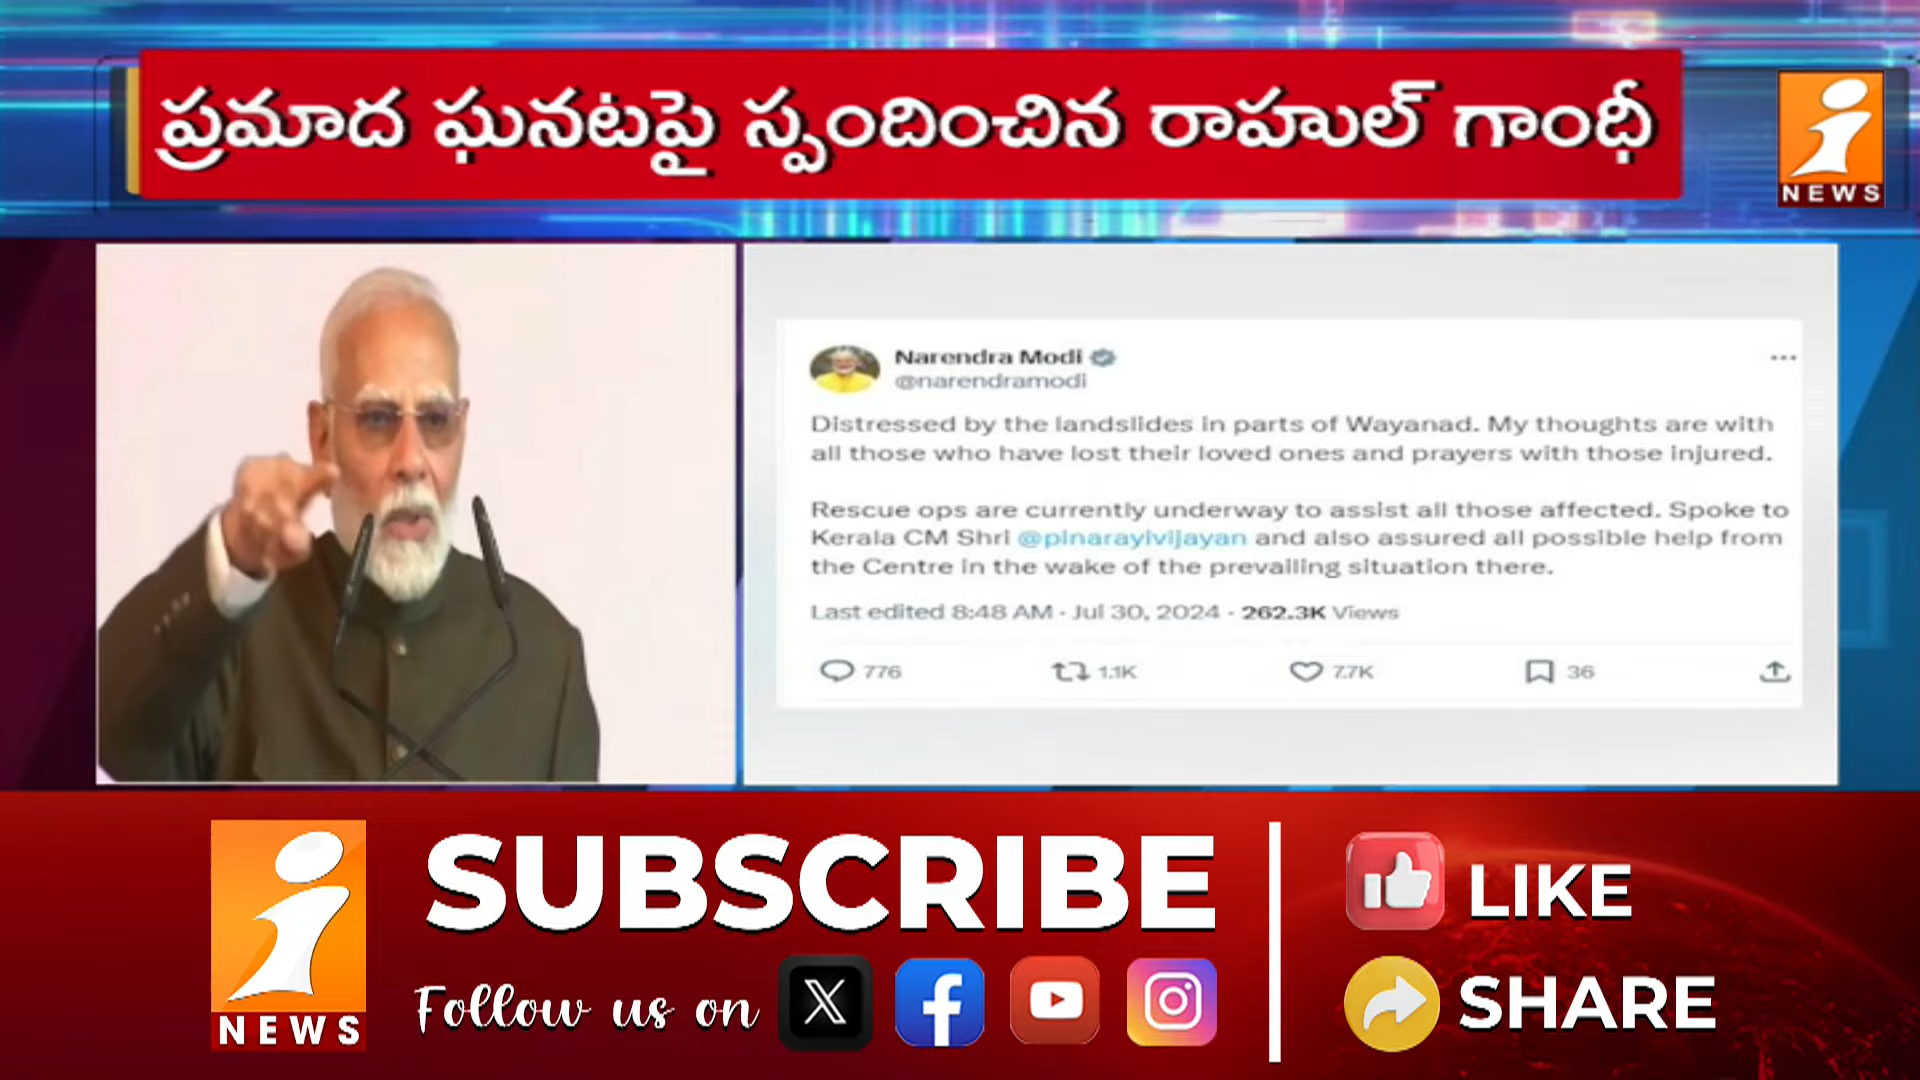 ప్రమాద ఘనటపై స్పందించిన రాహుల్ గాంధీ
NEWS
Narendra Modi
@narendramodi
Distressed by the landslides in parts of Wayanad. My thoughts are with
all those who have lost their loved ones and prayers with those injured.
Rescue ops are currently underway to assist all those affected. Spoke to
Kerala CM Shri @pinarayivijayan and also assured all possible help from
the Centre in the wake of the prevailing situation there.
Last edited 8:48 AM · Jul 30, 2024 · 262.3K Views
776 1.1K 7.7K 36
SUBSCRIBE
LIKE
Follow us on
SHARE
NEWS